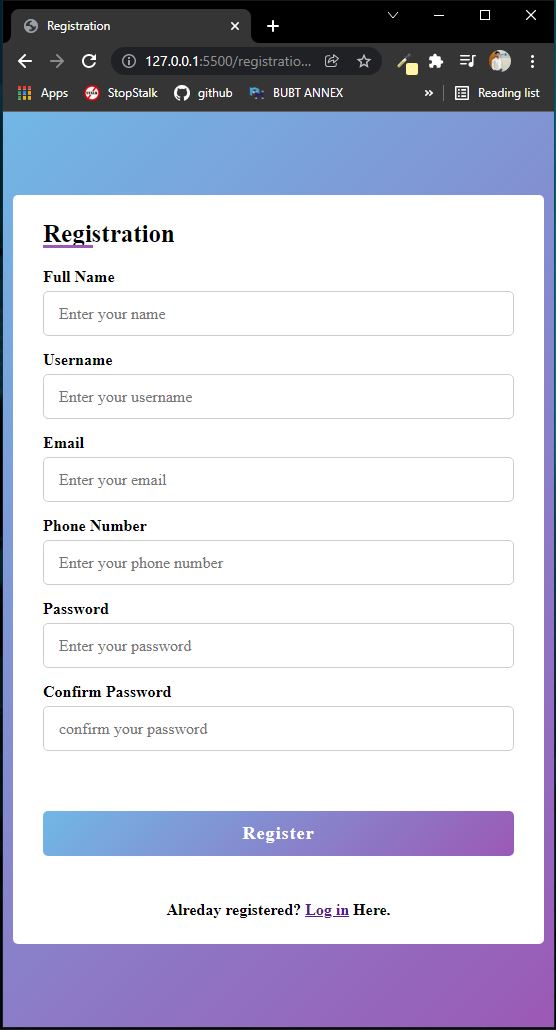 Registration
127.0.0.1:5500/registratio...
Apps StopStalk github BUBT ANNEX » Reading list
Registration
Full Name
Enter your name
Username
Enter your username
Email
Enter your email
Phone Number
Enter your phone number
Password
Enter your password
Confirm Password
confirm your password
Register
Alreday registered? Log in Here.